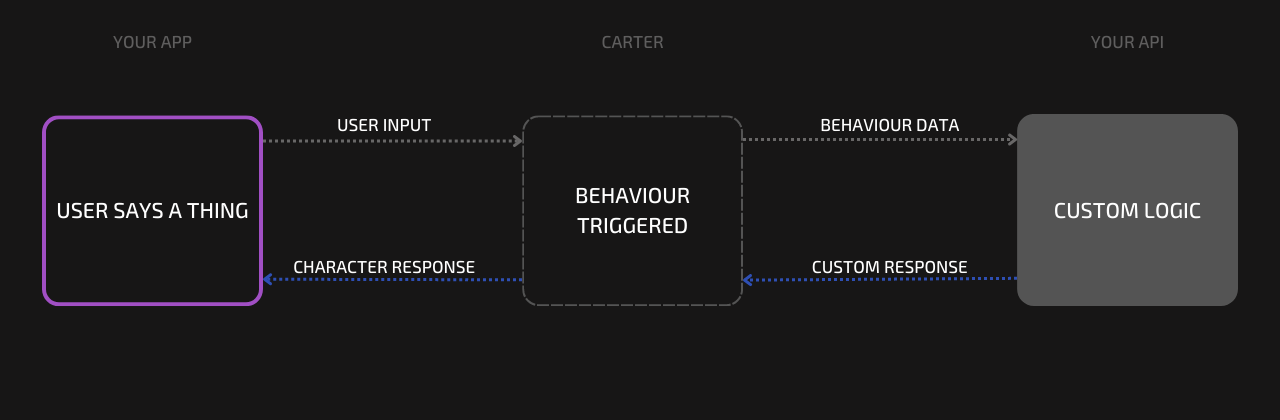 YOUR APP
CARTER
YOUR API
USER INPUT
BEHAVIOUR DATA
USER SAYS A THING
BEHAVIOUR
TRIGGERED
CUSTOM LOGIC
CHARACTER RESPONSE
CUSTOM RESPONSE